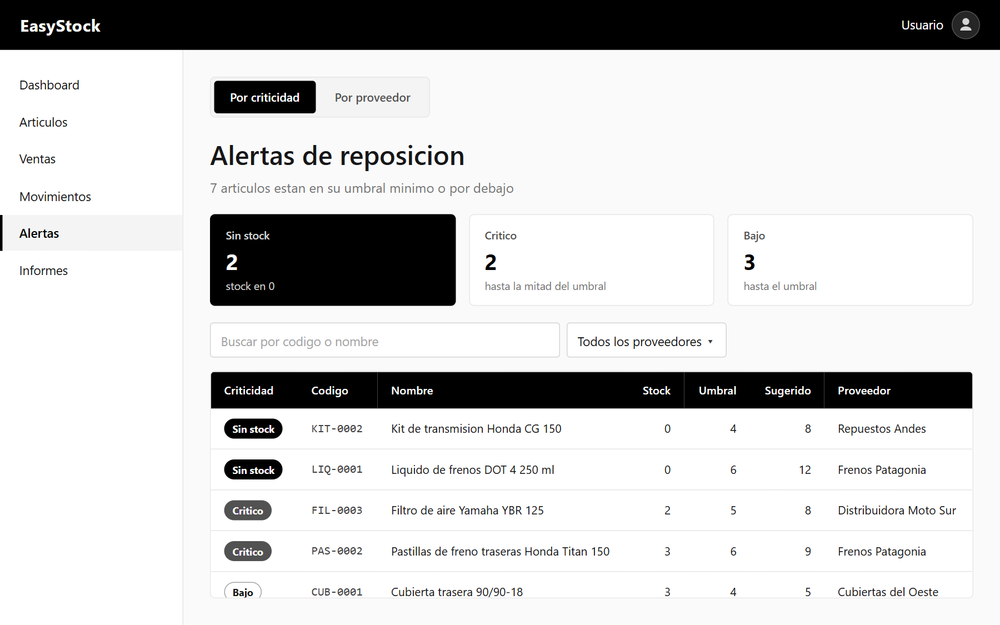 EasyStock
Usuario
Dashboard
Articulos
Ventas
Movimientos
Alertas
Informes
Por criticidad Por proveedor
Alertas de reposicion
7 articulos estan en su umbral minimo o por debajo
Sin stock
2
stock en 0
Critico
2
hasta la mitad del umbral
Bajo
3
hasta el umbral
Buscar por codigo o nombre
Todos los proveedores
Criticidad Codigo Nombre Stock Umbral Sugerido Proveedor
Sin stock KIT-0002 Kit de transmision Honda CG 150 0 4 8 Repuestos Andes
Sin stock LIQ-0001 Liquido de frenos DOT 4 250 ml 0 6 12 Frenos Patagonia
Critico FIL-0003 Filtro de aire Yamaha YBR 125 2 5 8 Distribuidora Moto Sur
Critico PAS-0002 Pastillas de freno traseras Honda Titan 150 3 6 9 Frenos Patagonia
Bajo CUB-0001 Cubierta trasera 90/90-18 3 4 5 Cubiertas del Oeste